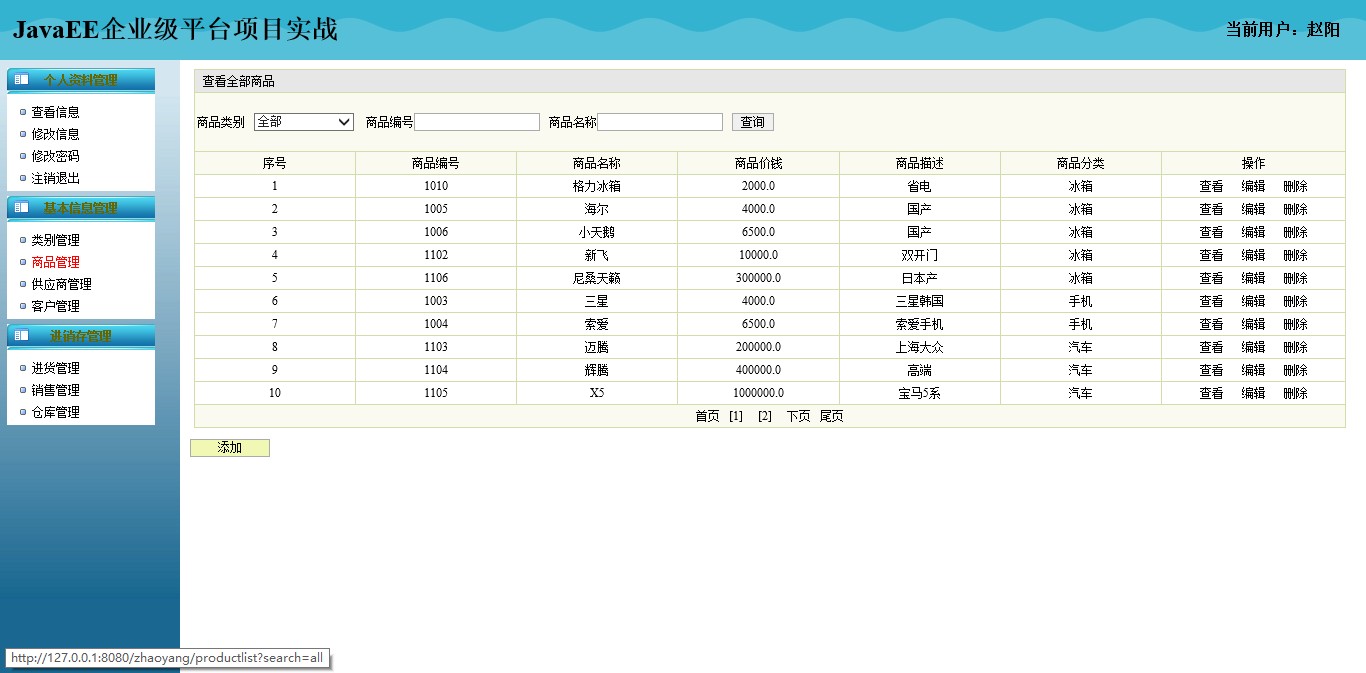 JavaEE企业级平台项目实战
当前用户：赵阳
个人资料管理
查看信息
修改信息
修改密码
注销退出
基本信息管理
类别管理
商品管理
供应商管理
客户管理
进销存管理
进货管理
销售管理
仓库管理
查看全部商品
商品类别 全部 商品编号 商品名称 查询
序号 商品编号 商品名称 商品价钱 商品描述 商品分类 操作
1 1010 格力冰箱 2000.0 省电 冰箱 查看 编辑 删除
2 1005 海尔 4000.0 国产 冰箱 查看 编辑 删除
3 1006 小天鹅 6500.0 国产 冰箱 查看 编辑 删除
4 1102 新飞 10000.0 双开门 冰箱 查看 编辑 删除
5 1106 尼桑天籁 300000.0 日本产 冰箱 查看 编辑 删除
6 1003 三星 4000.0 三星韩国 手机 查看 编辑 删除
7 1004 索爱 6500.0 索爱手机 手机 查看 编辑 删除
8 1103 迈腾 200000.0 上海大众 汽车 查看 编辑 删除
9 1104 辉腾 400000.0 高端 汽车 查看 编辑 删除
10 1105 X5 1000000.0 宝马5系 汽车 查看 编辑 删除
首页 [1] [2] 下页 尾页
添加
http://127.0.0.1:8080/zhaoyang/productlist?search=all